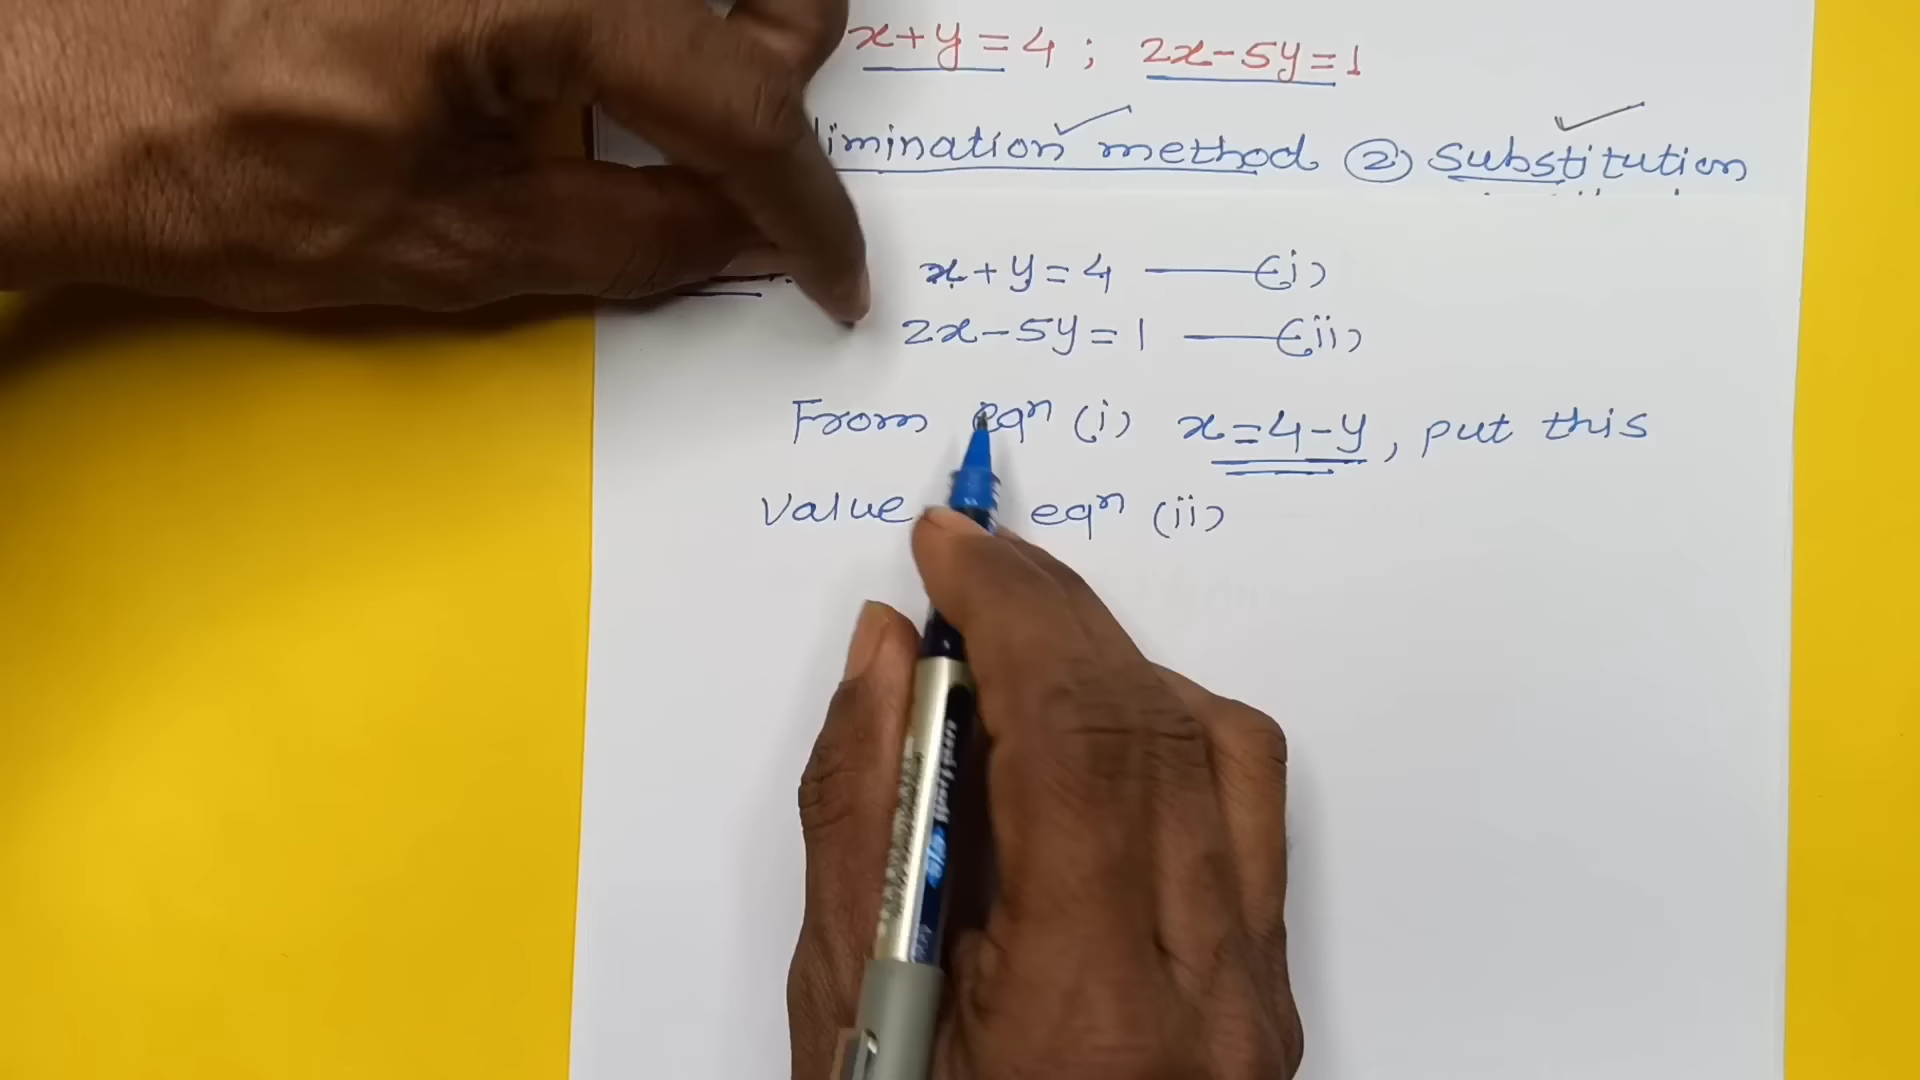 x+y=4 ; 2x-5y=1
limination method ② Substitution
x+y=4 (i)
2x-5y=1 (ii)
From eqⁿ (i) x=4-y, put this
Value eqⁿ (ii)